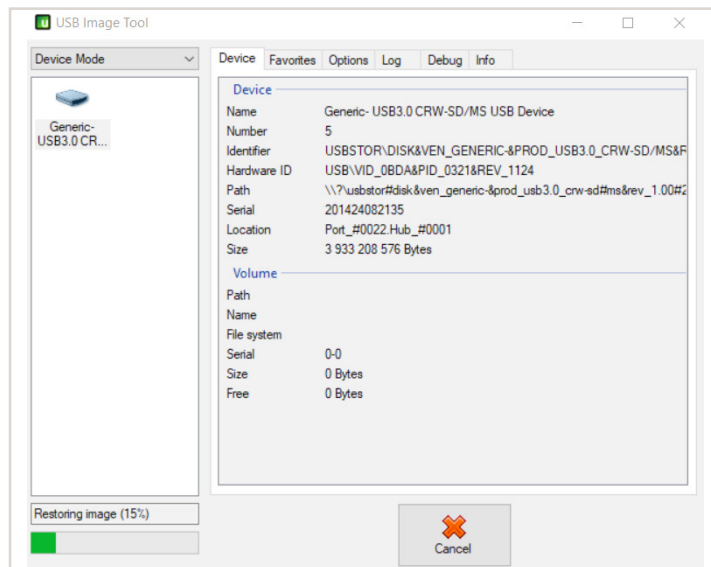 USB Image Tool
Device Mode
Generic-
USB3.0 CR...
Device Favorites Options Log Debug Info
Device
Name Generic- USB3.0 CRW-SD/MS USB Device
Number 5
Identifier USBSTOR\DISK&VEN_GENERIC-&PROD_USB3.0_CRW-SD/MS&R
Hardware ID USB\VID_0BDA&PID_0321&REV_1124
Path \\?\usbstor#disk&ven_generic-&prod_usb3.0_crw-sd#ms&rev_1.00#2
Serial 201424082135
Location Port_#0022.Hub_#0001
Size 3 933 208 576 Bytes
Volume
Path
Name
File system
Serial 0-0
Size 0 Bytes
Free 0 Bytes
Restoring image (15%)
Cancel